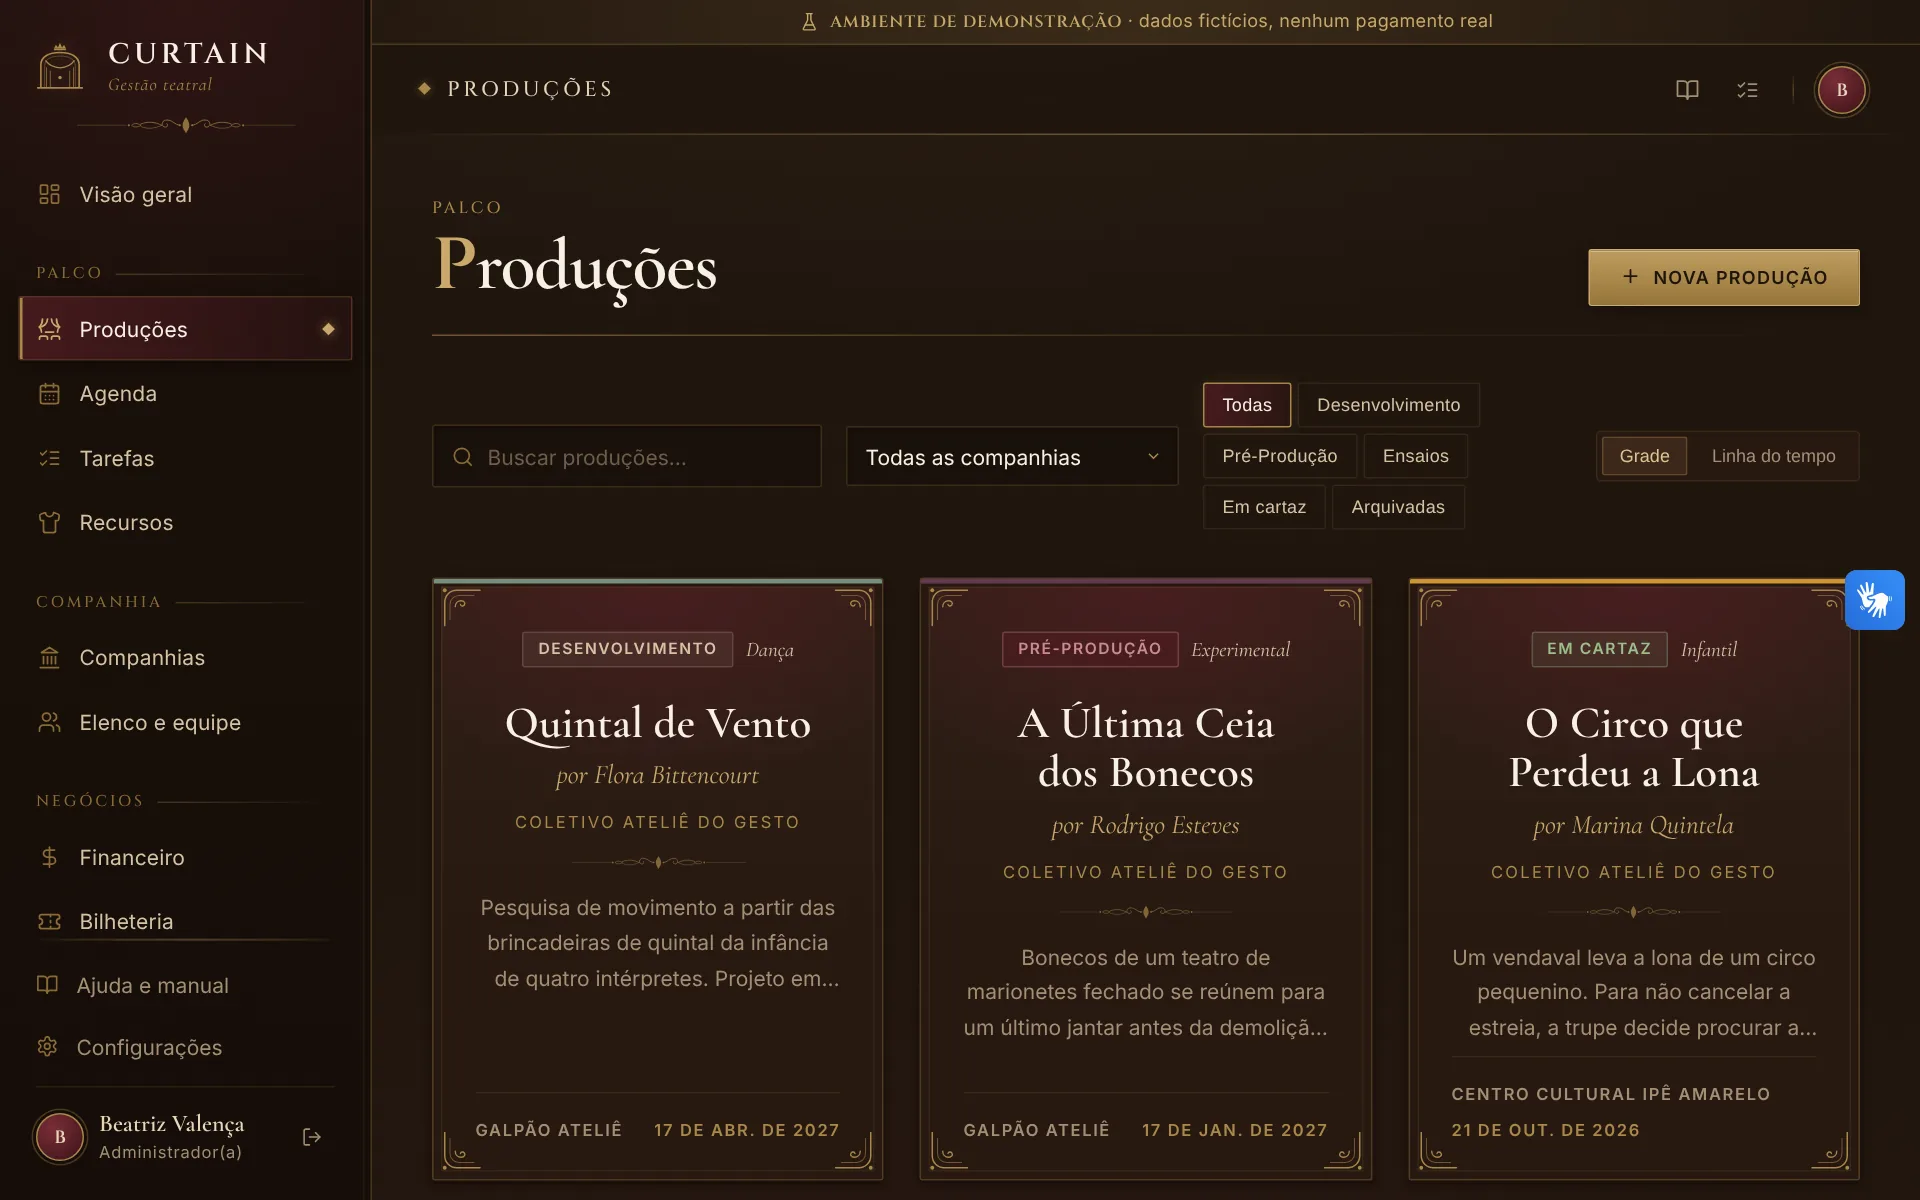 CURTAIN
Gestão teatral
Visão geral
PALCO
Produções
Agenda
Tarefas
Recursos
COMPANHIA
Companhias
Elenco e equipe
NEGÓCIOS
Financeiro
Bilheteria
Ajuda e manual
Configurações
B
Beatriz Valença
Administrador(a)
AMBIENTE DE DEMONSTRAÇÃO · dados fictícios, nenhum pagamento real
PRODUÇÕES
B
PALCO
Produções
+ NOVA PRODUÇÃO
Buscar produções...
Todas as companhias
Todas
Desenvolvimento
Pré-Produção
Ensaios
Em cartaz
Arquivadas
Grade
Linha do tempo
DESENVOLVIMENTO Dança
Quintal de Vento
por Flora Bittencourt
COLETIVO ATELIÊ DO GESTO
Pesquisa de movimento a partir das
brincadeiras de quintal da infância
de quatro intérpretes. Projeto em...
GALPÃO ATELIÊ 17 DE ABR. DE 2027
PRÉ-PRODUÇÃO Experimental
A Última Ceia
dos Bonecos
por Rodrigo Esteves
COLETIVO ATELIÊ DO GESTO
Bonecos de um teatro de
marionetes fechado se reúnem para
um último jantar antes da demoliçã...
GALPÃO ATELIÊ 17 DE JAN. DE 2027
EM CARTAZ Infantil
O Circo que
Perdeu a Lona
por Marina Quintela
COLETIVO ATELIÊ DO GESTO
Um vendaval leva a lona de um circo
pequenino. Para não cancelar a
estreia, a trupe decide procurar a...
CENTRO CULTURAL IPÊ AMARELO
21 DE OUT. DE 2026